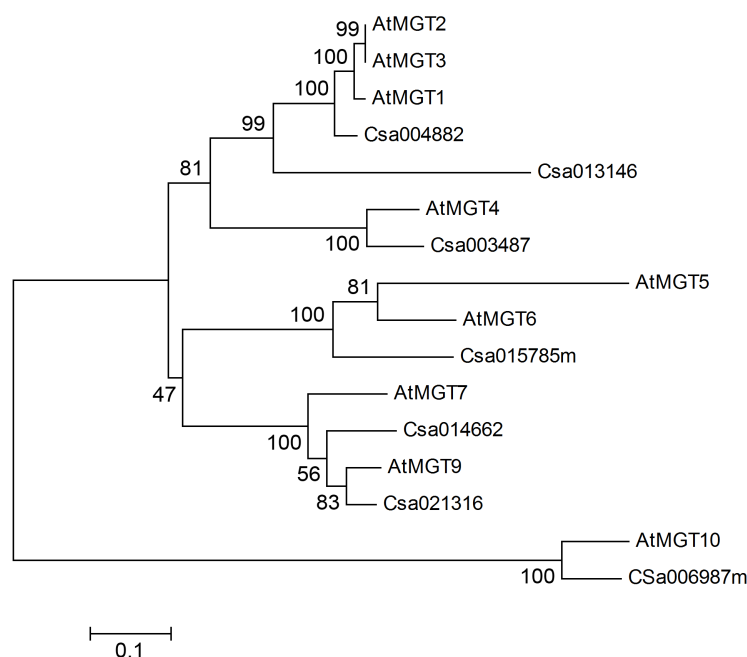 99 AtMGT2
100 AtMGT3
100 AtMGT1
99 Csa004882
81 Csa013146
AtMGT4
100 Csa003487
81 AtMGT5
100 AtMGT6
Csa015785m
47 AtMGT7
100 Csa014662
56 AtMGT9
83 Csa021316
AtMGT10
100 CSa006987m
0.1